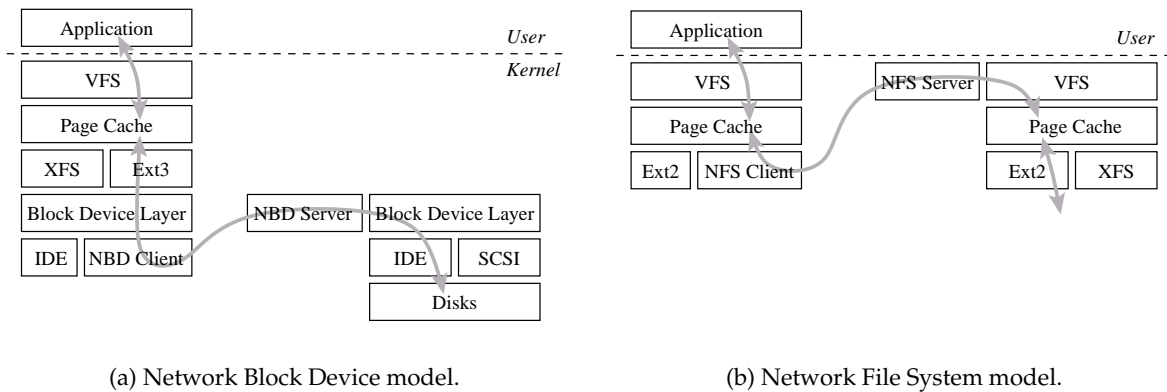 Application
User
Kernel
VFS
Page Cache
XFS Ext3
Block Device Layer NBD Server Block Device Layer
IDE NBD Client IDE SCSI
Disks
(a) Network Block Device model.
Application
User
VFS NFS Server VFS
Page Cache Page Cache
Ext2 NFS Client Ext2 XFS
(b) Network File System model.